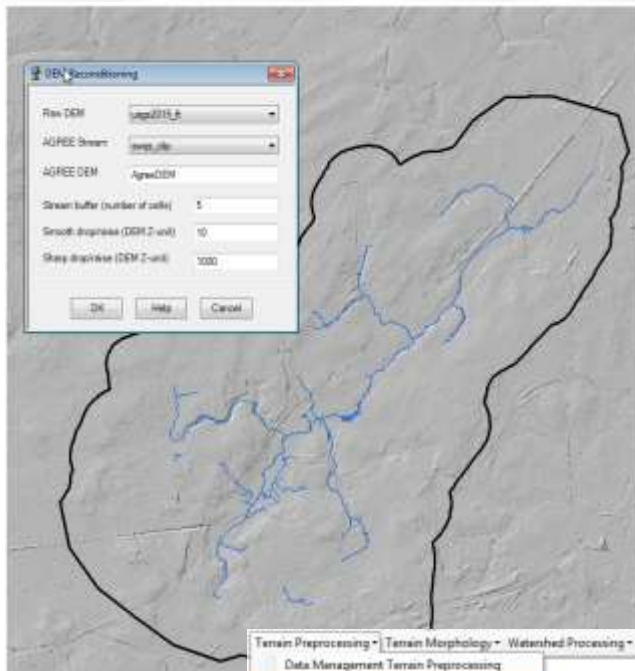 DEM Reconditioning
Raw DEM
AGREE Stream
AGREE DEM AgreeDEM
Stream buffer (number of cells) 5
Smooth drop/raise (DEM Z-unit) 10
Sharp drop/raise (DEM Z-unit) 1000
OK Help Cancel
Terrain Preprocessing Terrain Morphology Watershed Processing
Data Management Terrain Preprocessing